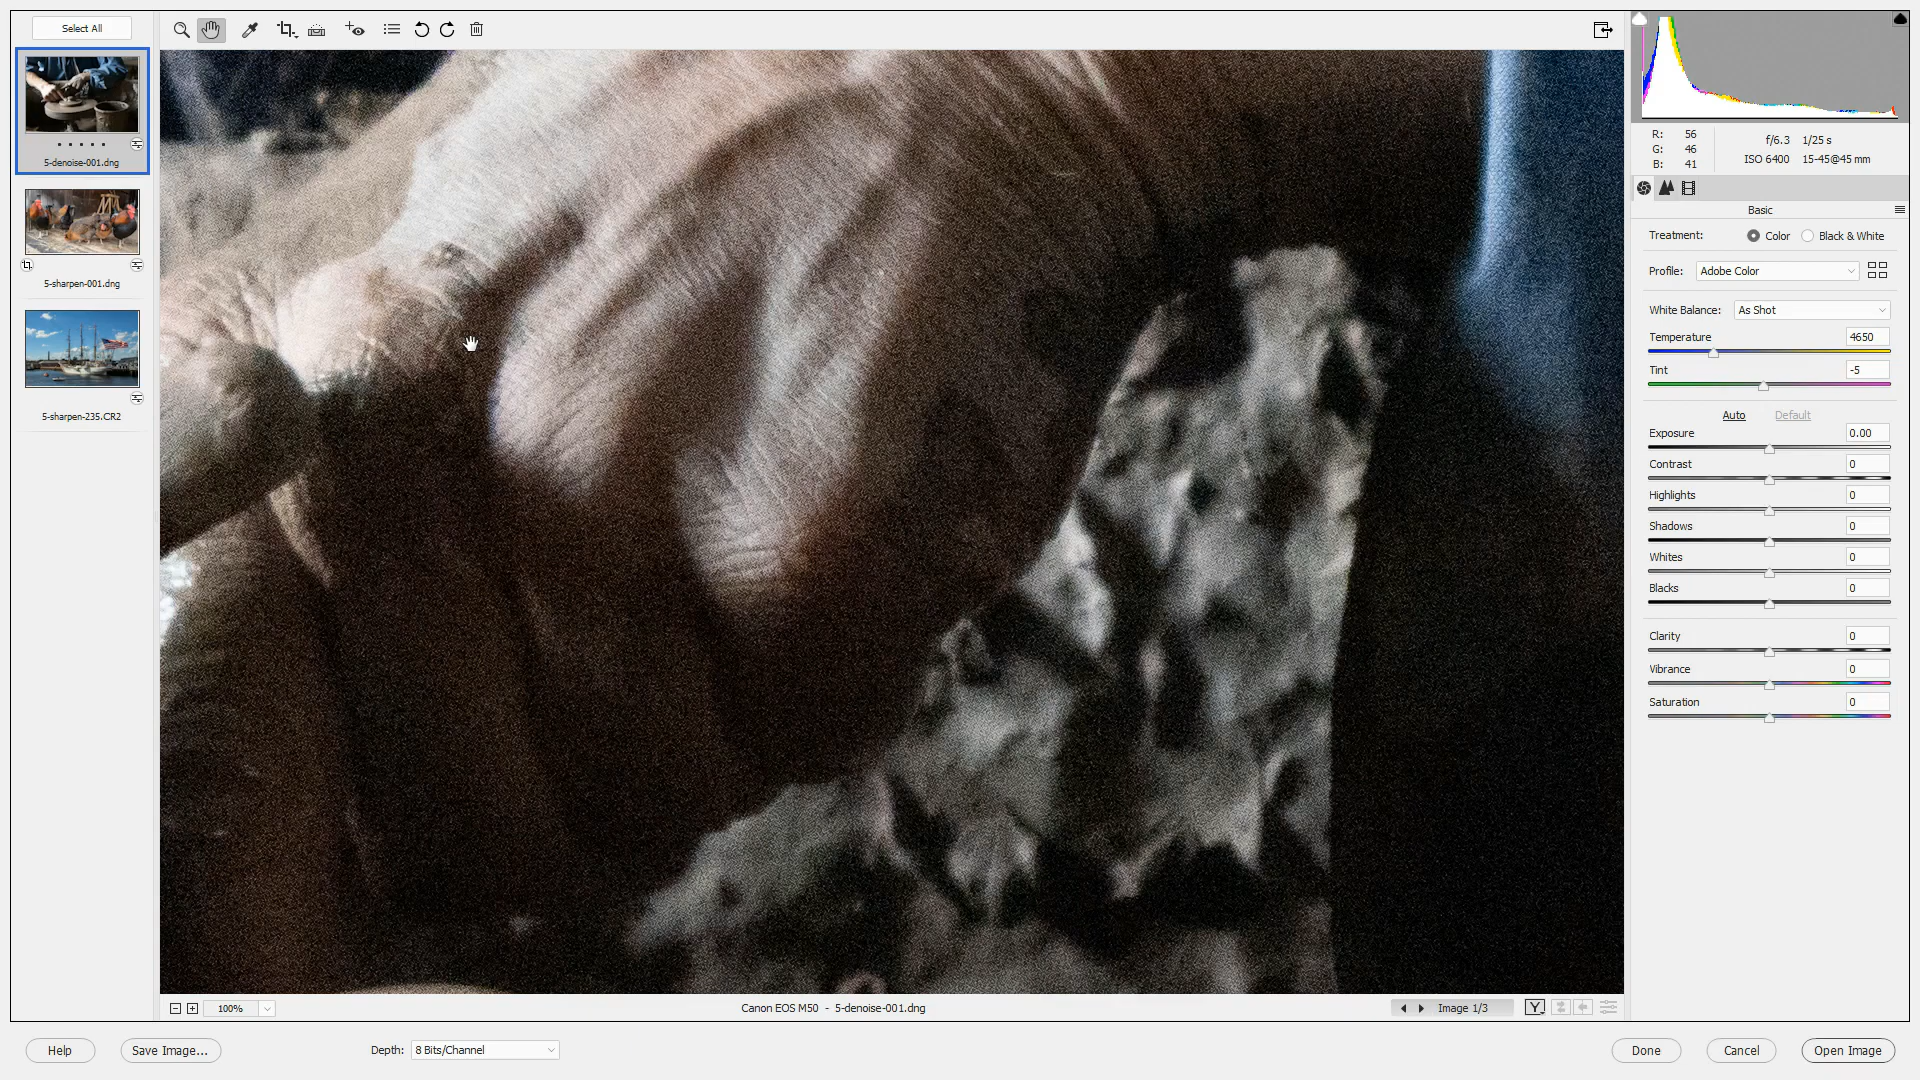 Select All
5-denoise-001.dng
5-sharpen-001.dng
5-sharpen-235.CR2
R: 56
G: 46
B: 41
f/6.3 1/25 s
ISO 6400 15-45@45 mm
Basic
Treatment: Color Black & White
Profile: Adobe Color
White Balance: As Shot
Temperature 4650
Tint -5
Auto Default
Exposure 0.00
Contrast 0
Highlights 0
Shadows 0
Whites 0
Blacks 0
Clarity 0
Vibrance 0
Saturation 0
100%
Canon EOS M50 - 5-denoise-001.dng
Image 1/3
Y
Help
Save Image...
Depth: 8 Bits/Channel
Done
Cancel
Open Image